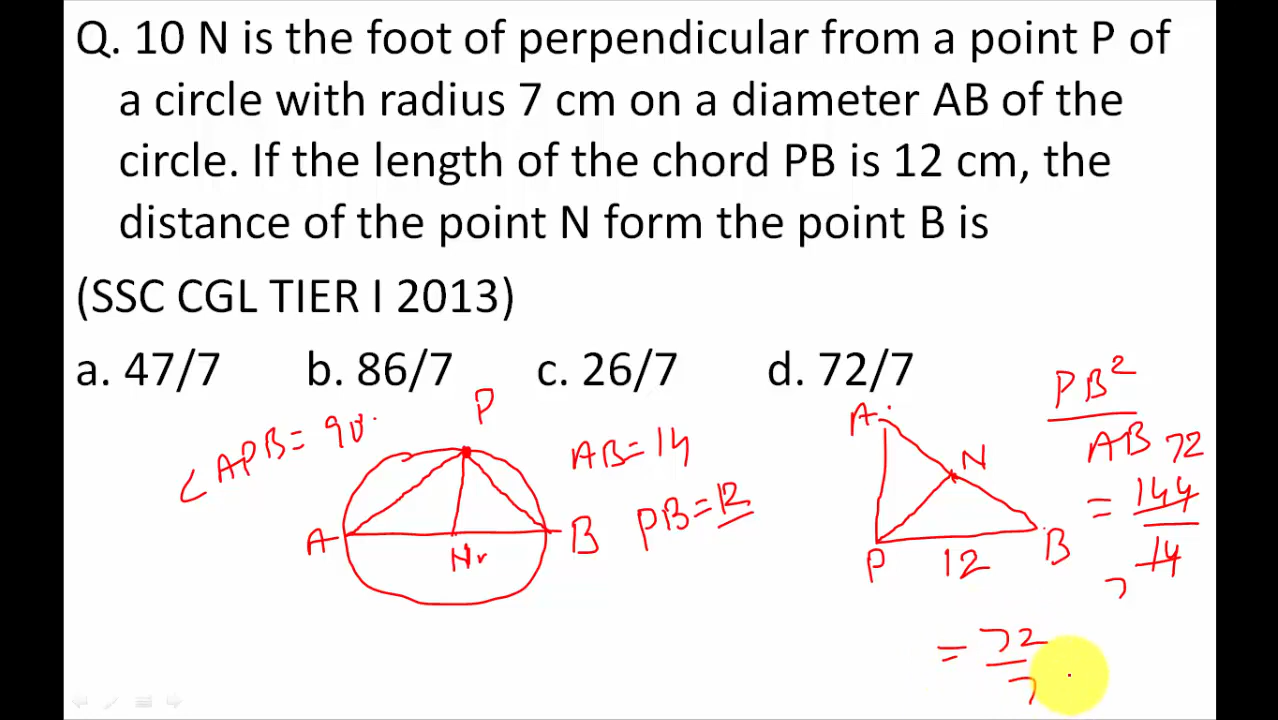 Q. 10 N is the foot of perpendicular from a point P of
a circle with radius 7 cm on a diameter AB of the
circle. If the length of the chord PB is 12 cm, the
distance of the point N form the point B is
(SSC CGL TIER I 2013)
a. 47/7 b. 86/7 c. 26/7 d. 72/7
∠APB = 90°
P
A
N
B
AB = 14
PB = 12
A
N
P
12
B
PB²
AB
72
= 144
14
7
= 72
7